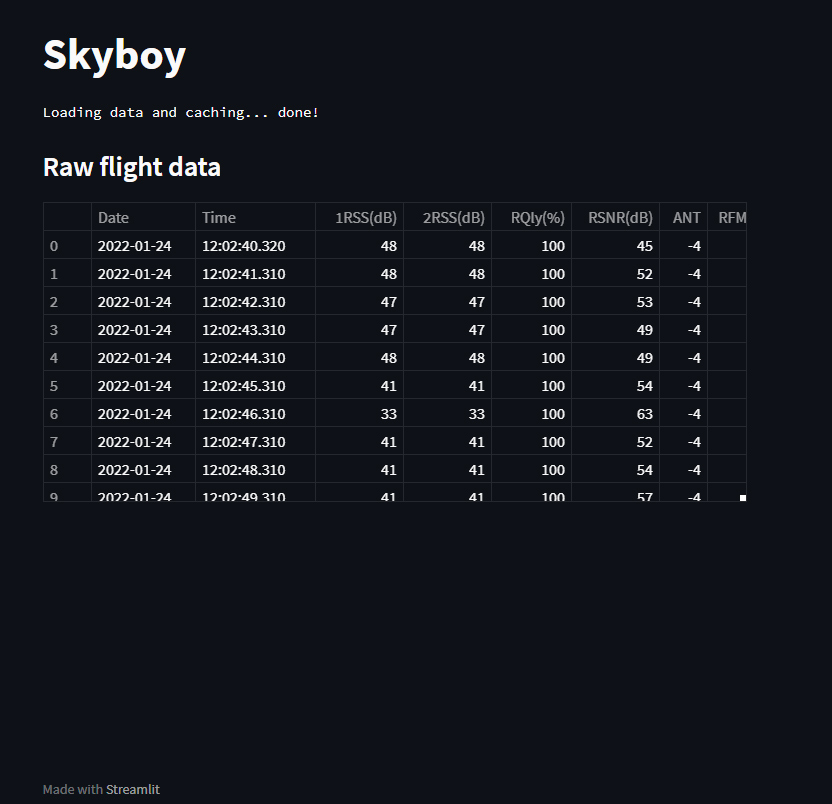 Skyboy
Loading data and caching... done!
Raw flight data
Date Time 1RSS(dB) 2RSS(dB) RQly(%) RSNR(dB) ANT RFM
0 2022-01-24 12:02:40.320 48 48 100 45 -4
1 2022-01-24 12:02:41.310 48 48 100 52 -4
2 2022-01-24 12:02:42.310 47 47 100 53 -4
3 2022-01-24 12:02:43.310 47 47 100 49 -4
4 2022-01-24 12:02:44.310 48 48 100 49 -4
5 2022-01-24 12:02:45.310 41 41 100 54 -4
6 2022-01-24 12:02:46.310 33 33 100 63 -4
7 2022-01-24 12:02:47.310 41 41 100 52 -4
8 2022-01-24 12:02:48.310 41 41 100 54 -4
9 2022-01-24 12:02:49.310 41 41 100 57 -4
Made with Streamlit